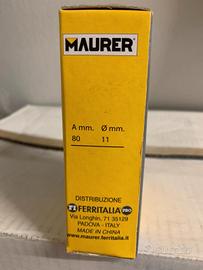 MAURER
A mm. Ø mm.
80 11
DISTRIBUZIONE
FERRITALIA PRO
Via Longhin, 71 35129
PADOVA - ITALY
MADE IN CHINA
www.maurer.ferritalia.it